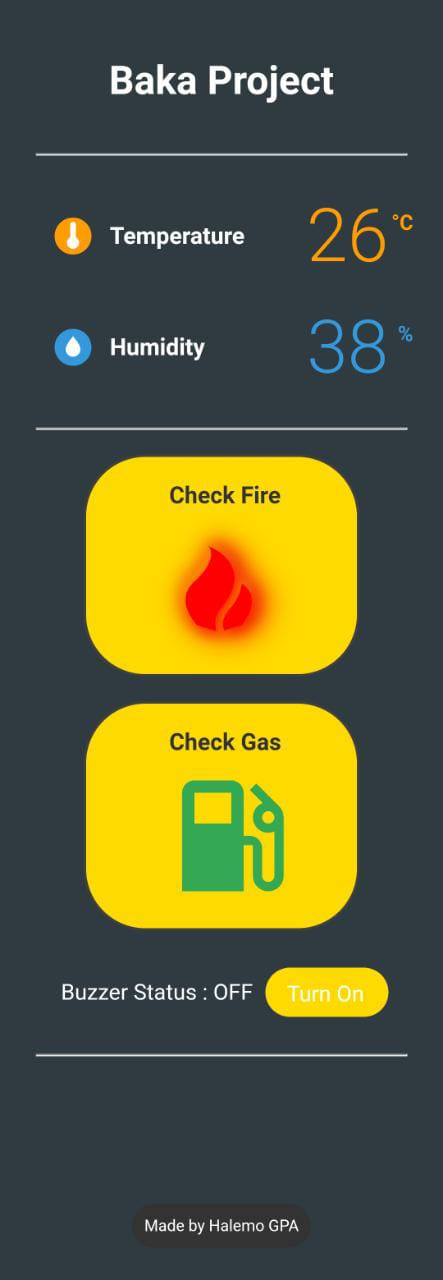 Baka Project
Temperature 26 °C
Humidity 38 %
Check Fire
Check Gas
Buzzer Status : OFF Turn On
Made by Halemo GPA